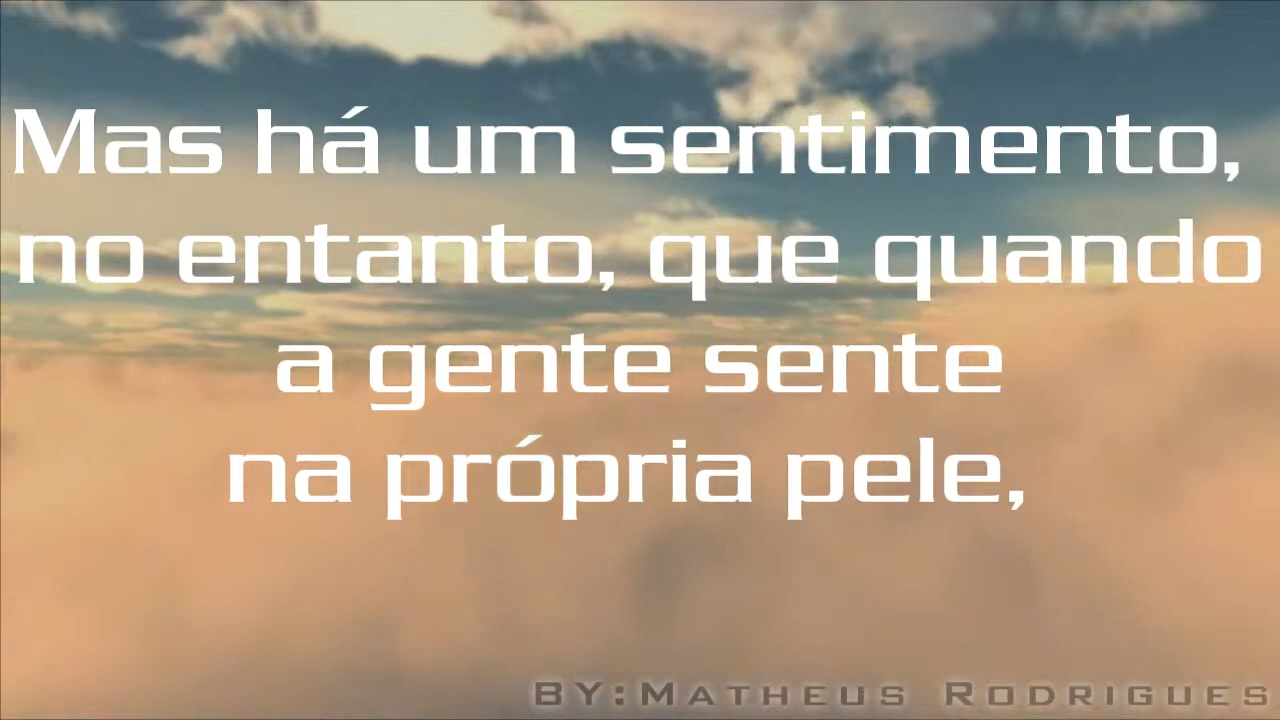 Mas há um sentimento,
no entanto, que quando
a gente sente
na própria pele,
BY:Matheus Rodrigues